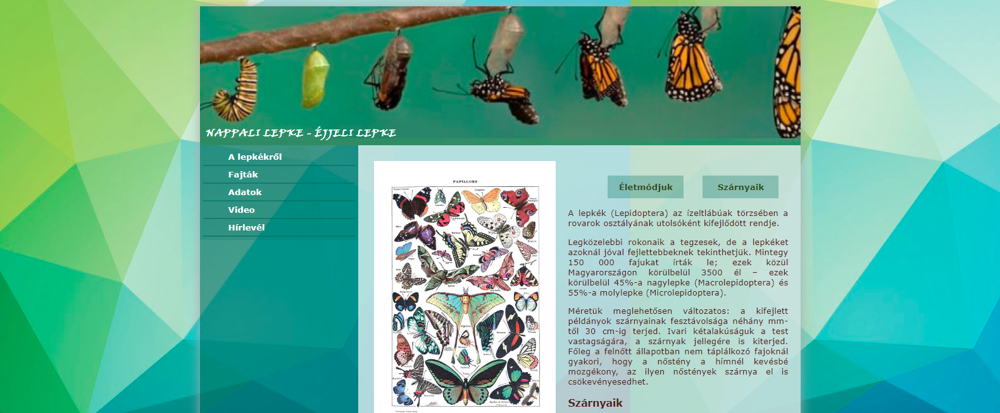 NAPPALI LEPKE - ÉJJELI LEPKE
A lepkékről
Fajták
Adatok
Video
Hírlevél
PAPILLONS
Életmódjuk
Szárnyaik
A lepkék (Lepidoptera) az ízeltlábúak törzsében a
rovarok osztályának utolsóként kifejlődött rendje.
Legközelebbi rokonaik a tegzesek, de a lepkéket
azoknál jóval fejlettebbeknek tekinthetjük. Mintegy
150 000 fajukat írták le; ezek közül
Magyarországon körülbelül 3500 él – ezek
körülbelül 45%-a nagylepke (Macrolepidoptera) és
55%-a molylepke (Microlepidoptera).
Méretük meglehetősen változatos: a kifejlett
példányok szárnyainak fesztávolsága néhány mm-
től 30 cm-ig terjed. Ivari kétalakúságuk a test
vastagságára, a szárnyak jellegére is kiterjed.
Főleg a felnőtt állapotban nem táplálkozó fajoknál
gyakori, hogy a nőstény a hímnél kevésbé
mozgékony, az ilyen nőstények szárnya el is
csökevényesedhet.
Szárnyaik